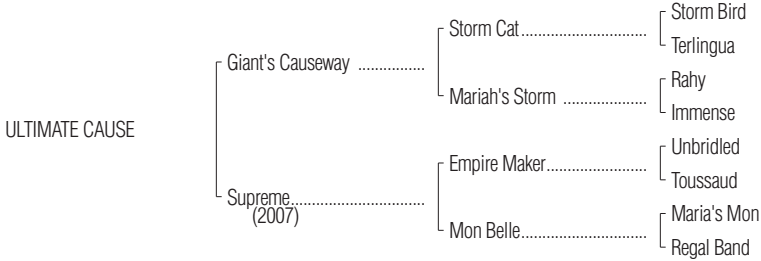 Storm Bird
Storm Cat..............................
Terlingua
Giant's Causeway ................
Rahy
Mariah's Storm ....................
Immense
ULTIMATE CAUSE
Unbridled
Empire Maker........................
Toussaud
Supreme................................
(2007)
Maria's Mon
Mon Belle..............................
Regal Band